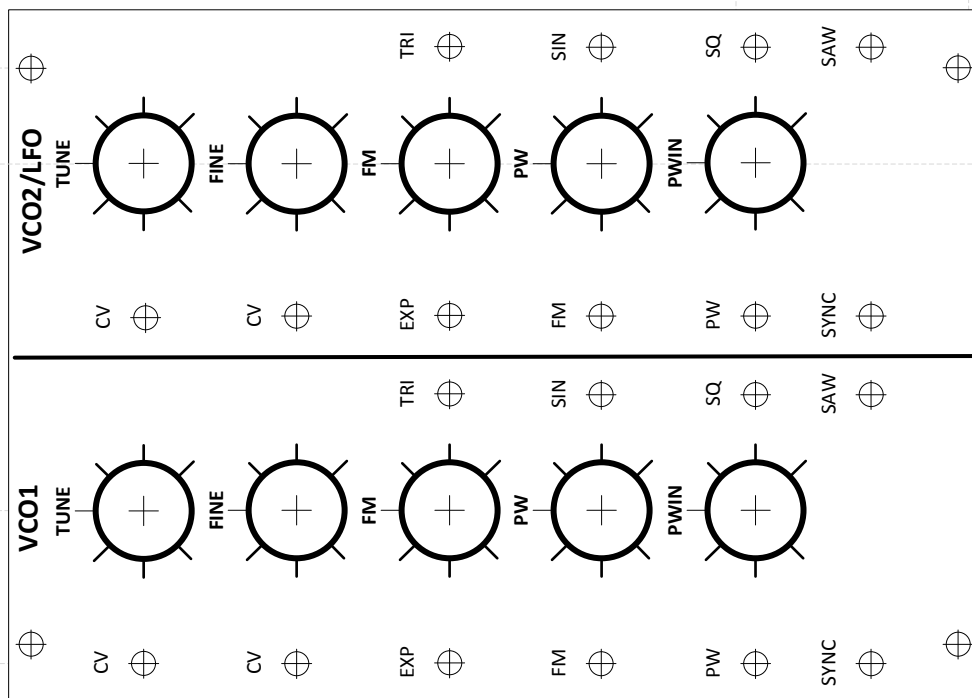 VCO1 VCO2/LFO
TUNE TUNE
CV CV
FINE FINE
CV CV
FM FM
EXP TRI EXP TRI
PW PW
FM SIN FM SIN
PWIN PWIN
PW SQ PW SQ
SYNC SAW SYNC SAW